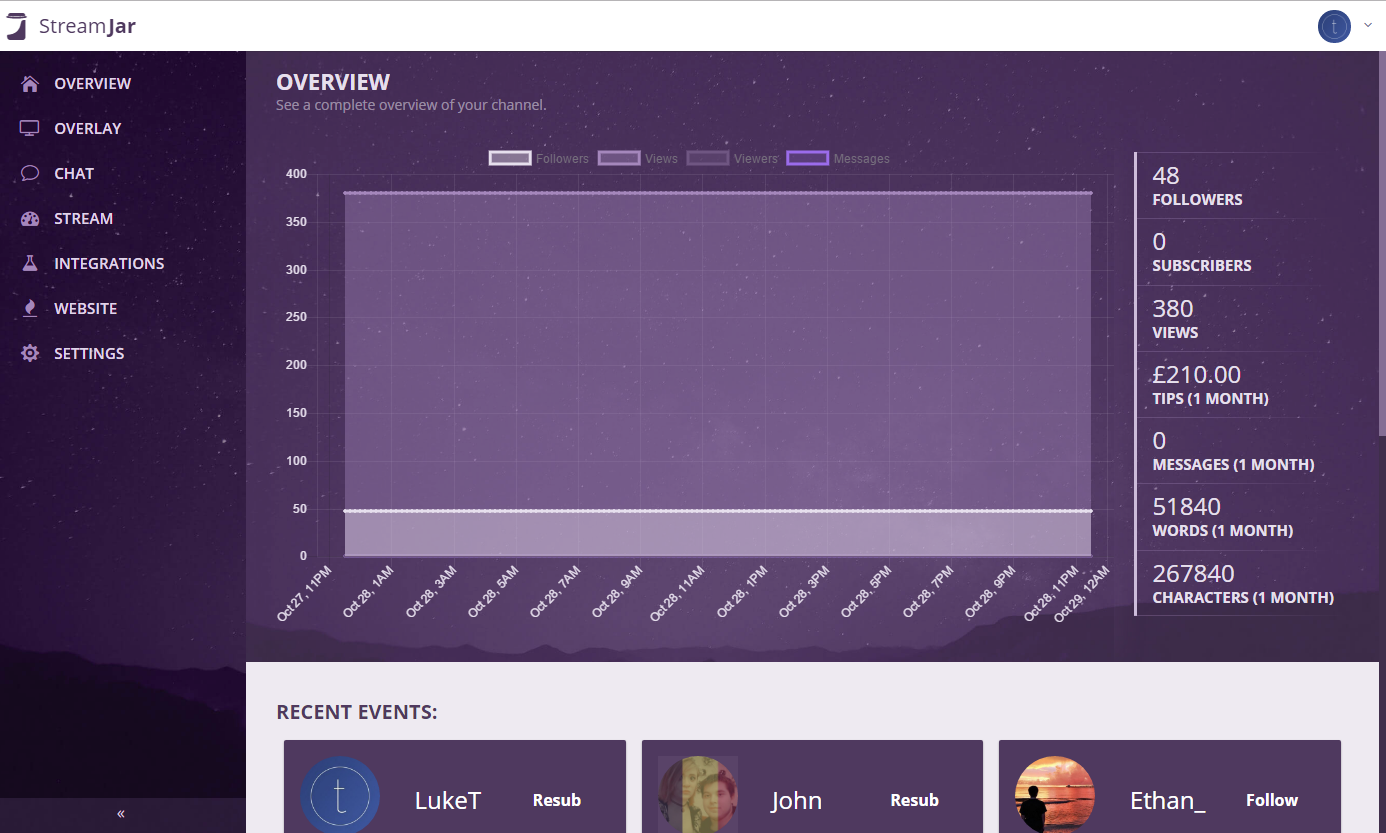 StreamJar
t
OVERVIEW
OVERLAY
CHAT
STREAM
INTEGRATIONS
WEBSITE
SETTINGS
«
OVERVIEW
See a complete overview of your channel.
Followers Views Viewers Messages
400
350
300
250
200
150
100
50
0
Oct 27, 11PM Oct 28, 1AM Oct 28, 3AM Oct 28, 5AM Oct 28, 7AM Oct 28, 9AM Oct 28, 11AM Oct 28, 1PM Oct 28, 3PM Oct 28, 5PM Oct 28, 7PM Oct 28, 9PM Oct 28, 11PM Oct 29, 12AM
48
FOLLOWERS
0
SUBSCRIBERS
380
VIEWS
£210.00
TIPS (1 MONTH)
0
MESSAGES (1 MONTH)
51840
WORDS (1 MONTH)
267840
CHARACTERS (1 MONTH)
RECENT EVENTS:
t LukeT Resub
John Resub
Ethan_ Follow